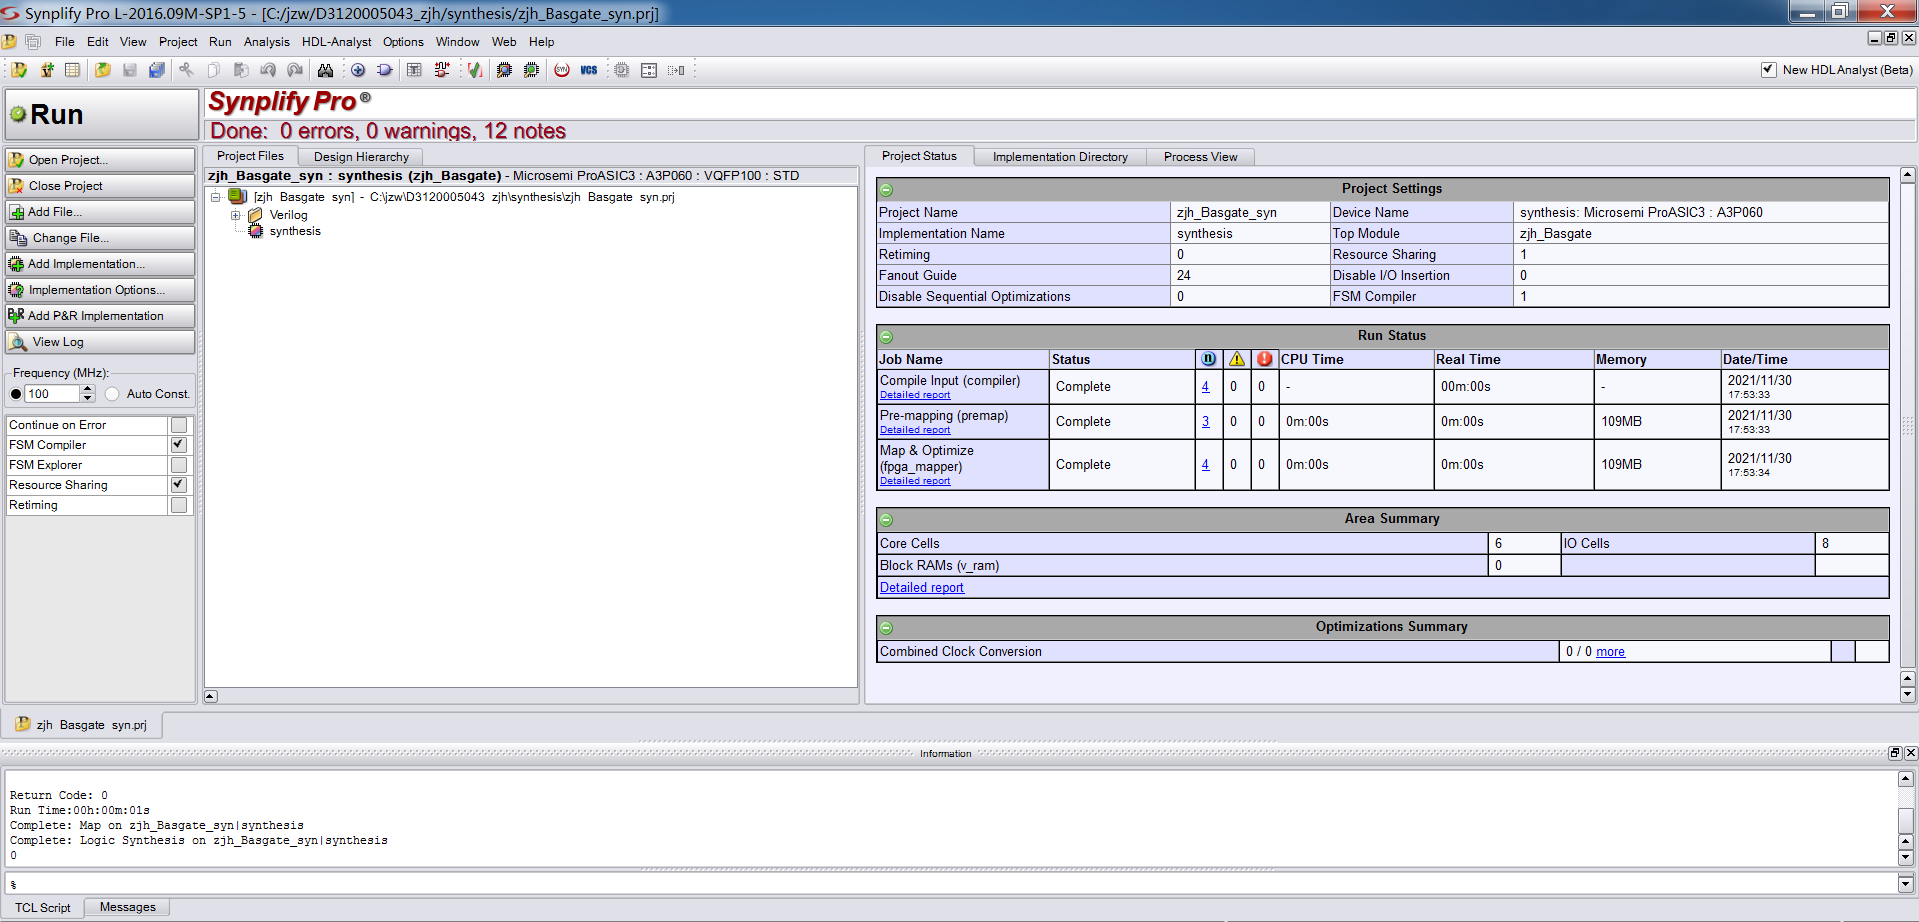 Synplify Pro L-2016.09M-SP1-5 - [C:/jzw/D3120005043_zjh/synthesis/zjh_Basgate_syn.prj]
File Edit View Project Run Analysis HDL-Analyst Options Window Web Help
SYN VCS New HDL Analyst (Beta)
Run
Synplify Pro ®
Done: 0 errors, 0 warnings, 12 notes
Open Project...
Close Project
Add File...
Change File...
Add Implementation...
Implementation Options...
Add P&R Implementation
View Log
Frequency (MHz):
100 Auto Const.
Continue on Error
FSM Compiler
FSM Explorer
Resource Sharing
Retiming
Project Files Design Hierarchy
zjh_Basgate_syn : synthesis (zjh_Basgate) - Microsemi ProASIC3 : A3P060 : VQFP100 : STD
[zjh_Basgate_syn] - C:\jzw\D3120005043_zjh\synthesis\zjh_Basgate_syn.prj
Verilog
synthesis
Project Status Implementation Directory Process View
Project Settings
Project Name zjh_Basgate_syn Device Name synthesis: Microsemi ProASIC3 : A3P060
Implementation Name synthesis Top Module zjh_Basgate
Retiming 0 Resource Sharing 1
Fanout Guide 24 Disable I/O Insertion 0
Disable Sequential Optimizations 0 FSM Compiler 1
Run Status
Job Name Status n ! ! CPU Time Real Time Memory Date/Time
Compile Input (compiler) Complete 4 0 0 - 00m:00s - 2021/11/30
Detailed report 17:53:33
Pre-mapping (premap) Complete 3 0 0 0m:00s 0m:00s 109MB 2021/11/30
Detailed report 17:53:33
Map & Optimize
(fpga_mapper) Complete 4 0 0 0m:00s 0m:00s 109MB 2021/11/30
Detailed report 17:53:34
Area Summary
Core Cells 6 IO Cells 8
Block RAMs (v_ram) 0
Detailed report
Optimizations Summary
Combined Clock Conversion 0 / 0 more
zjh_Basgate_syn.prj
Information
Return Code: 0
Run Time:00h:00m:01s
Complete: Map on zjh_Basgate_syn|synthesis
Complete: Logic Synthesis on zjh_Basgate_syn|synthesis
0
%
TCL Script Messages